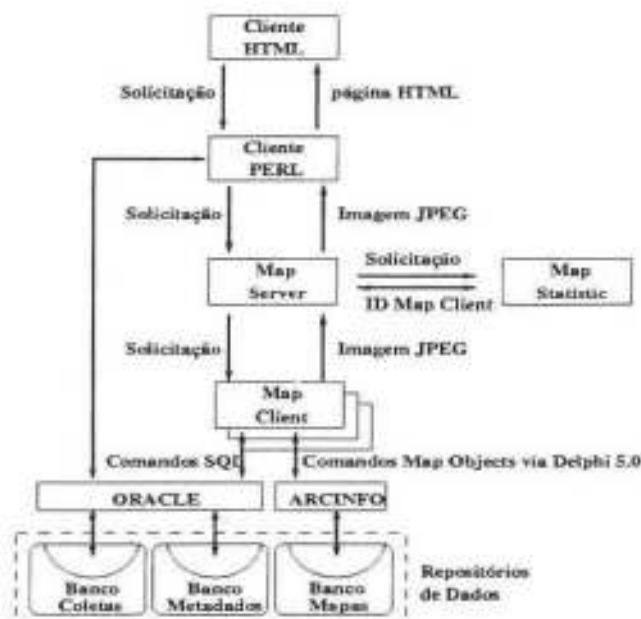 Cliente
HTML
Solicitação
página HTML
Cliente
PERL
Solicitação
Imagem JPEG
Map
Server
Solicitação
ID Map Client
Map
Statistic
Solicitação
Imagem JPEG
Map
Client
Comandos SQL
Comandos Map Objects via Delphi 5.0
ORACLE
ARCINFO
Banco
Coletas
Banco
Metadados
Banco
Mapas
Repositórios
de Dados